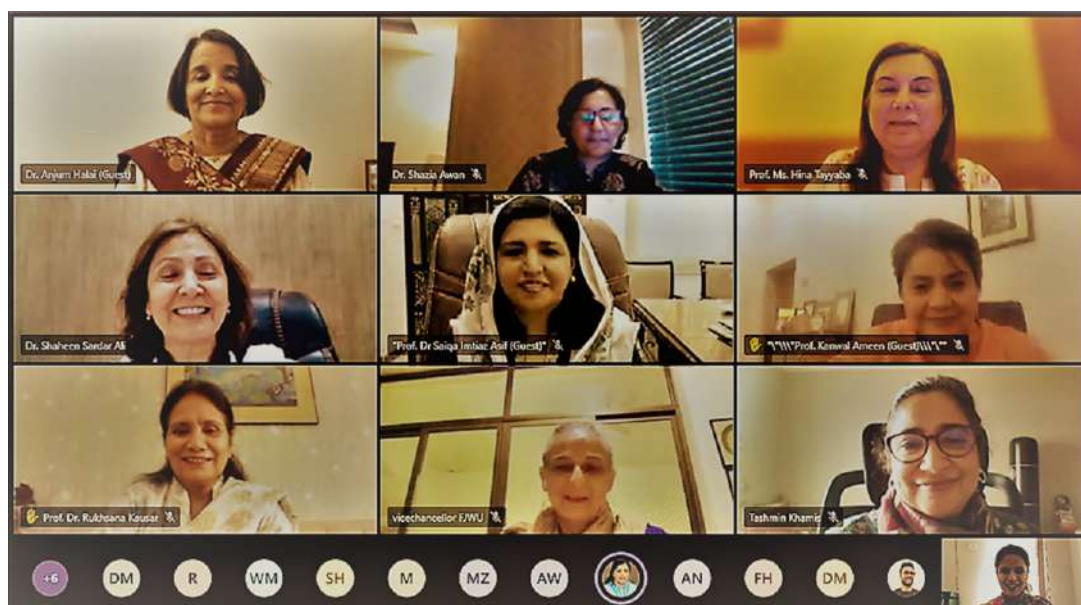 Dr. Anjum Halai (Guest)
Dr. Shazia Awan
Prof. Ms. Hina Tayyaba
Dr. Shaheen Sardar Ali
"Prof. Dr Saiqa Imtiaz Asif (Guest)"
"\"\\\"Prof. Kanwal Ameen (Guest)\\\"\""
Prof. Dr. Rukhsana Kausar
vicechancellor FJWU
Tashmin Khamis
+6
DM
R
WM
SH
M
MZ
AW
AN
FH
DM